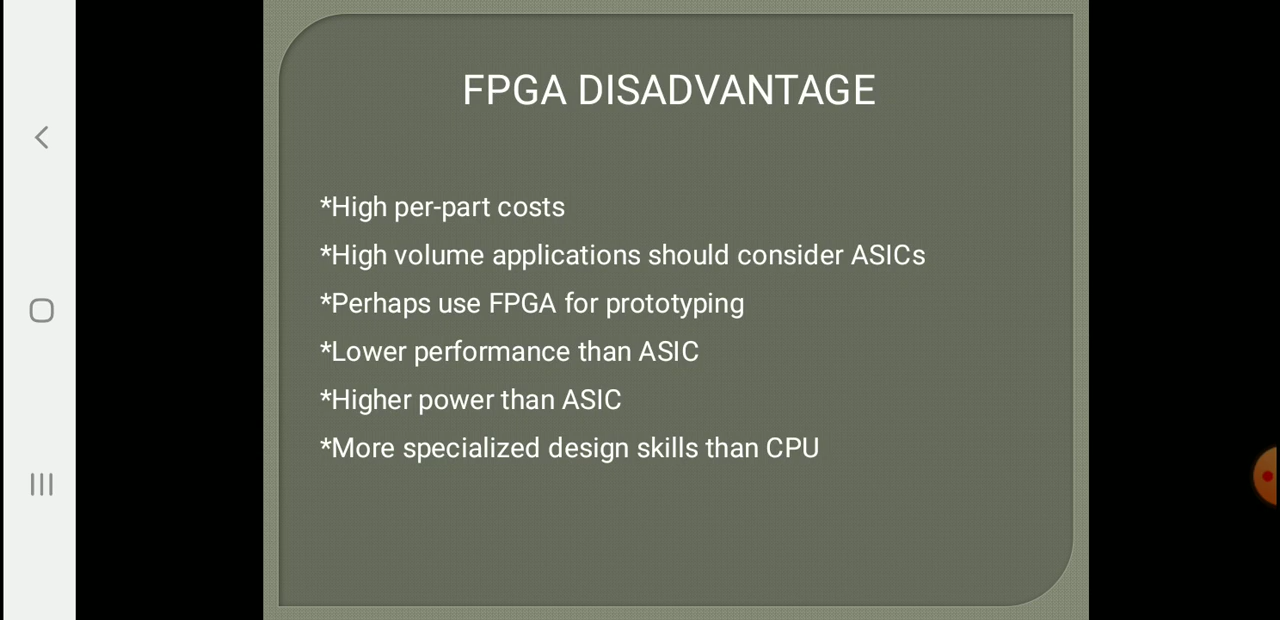 FPGA DISADVANTAGE
*High per-part costs
*High volume applications should consider ASICs
*Perhaps use FPGA for prototyping
*Lower performance than ASIC
*Higher power than ASIC
*More specialized design skills than CPU